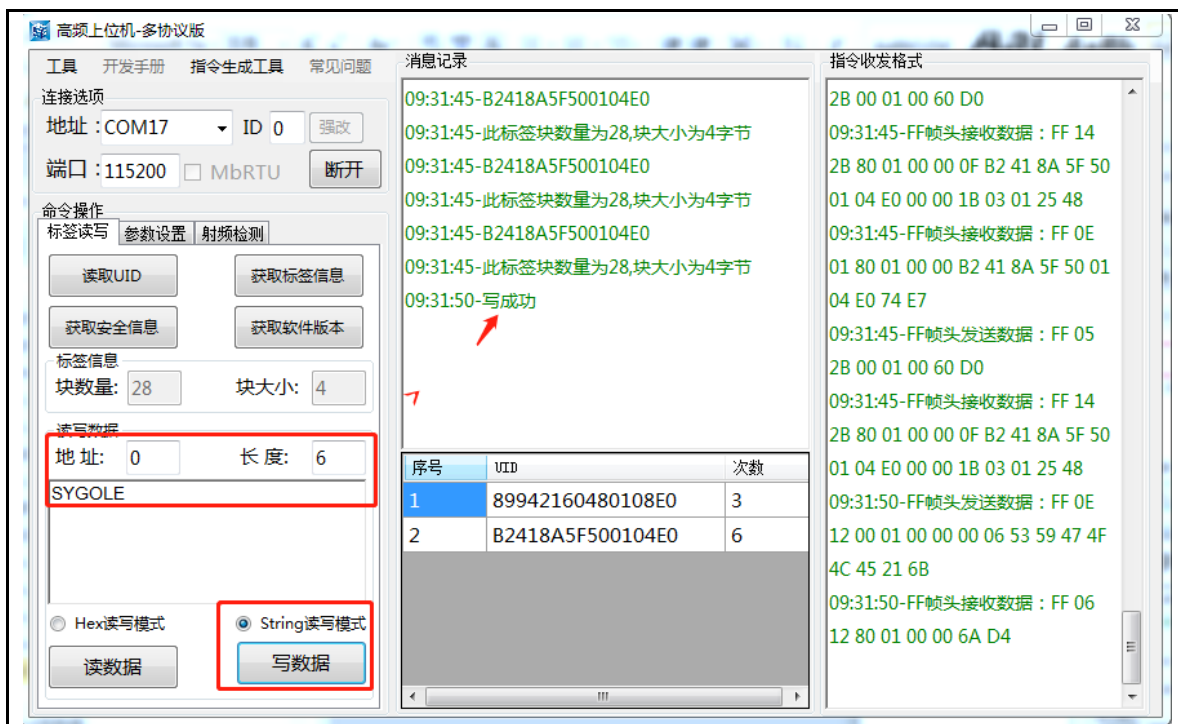 高频上位机-多协议版
工具 开发手册 指令生成工具 常见问题
连接选项
地址：COM17 ID 0 强改
端口：115200 MbRTU 断开
命令操作
标签读写 参数设置 射频检测
读取UID 获取标签信息
获取安全信息 获取软件版本
标签信息
块数量: 28 块大小: 4
读写数据
地 址: 0 长 度: 6
SYGOLE
Hex读写模式 String读写模式
读数据 写数据
消息记录
09:31:45-B2418A5F500104E0
09:31:45-此标签块数量为28,块大小为4字节
09:31:45-B2418A5F500104E0
09:31:45-此标签块数量为28,块大小为4字节
09:31:45-B2418A5F500104E0
09:31:45-此标签块数量为28,块大小为4字节
09:31:50-写成功
序号 UID 次数
1 89942160480108E0 3
2 B2418A5F500104E0 6
指令收发格式
2B 00 01 00 60 D0
09:31:45-FF帧头接收数据：FF 14
2B 80 01 00 00 0F B2 41 8A 5F 50
01 04 E0 00 00 1B 03 01 25 48
09:31:45-FF帧头接收数据：FF 0E
01 80 01 00 00 B2 41 8A 5F 50 01
04 E0 74 E7
09:31:45-FF帧头发送数据：FF 05
2B 00 01 00 60 D0
09:31:45-FF帧头接收数据：FF 14
2B 80 01 00 00 0F B2 41 8A 5F 50
01 04 E0 00 00 1B 03 01 25 48
09:31:50-FF帧头发送数据：FF 0E
12 00 01 00 00 00 06 53 59 47 4F
4C 45 21 6B
09:31:50-FF帧头接收数据：FF 06
12 80 01 00 00 6A D4